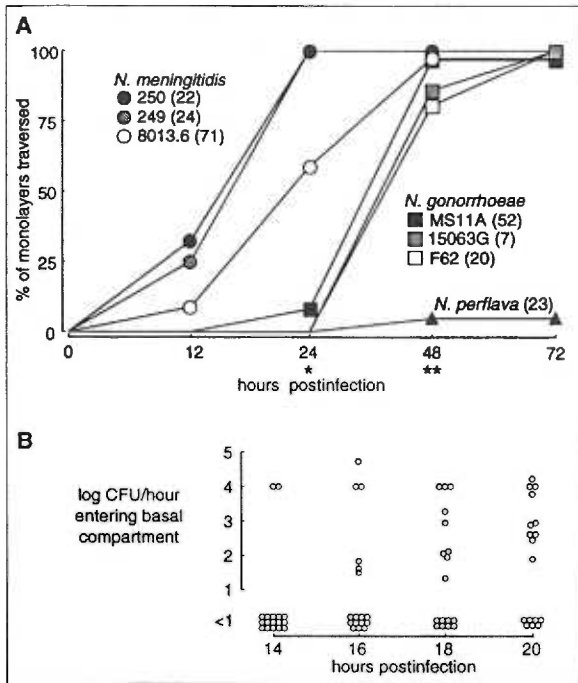 A
% of monolayers traversed
100
75
50
25
0
N. meningitidis
250 (22)
249 (24)
8013.6 (71)
N. gonorrhoeae
MS11A (52)
15063G (7)
F62 (20)
N. perflava (23)
0 12 24 48 72
* **
hours postinfection
B
log CFU/hour
entering basal
compartment
5
4
3
2
1
<1
14 16 18 20
hours postinfection